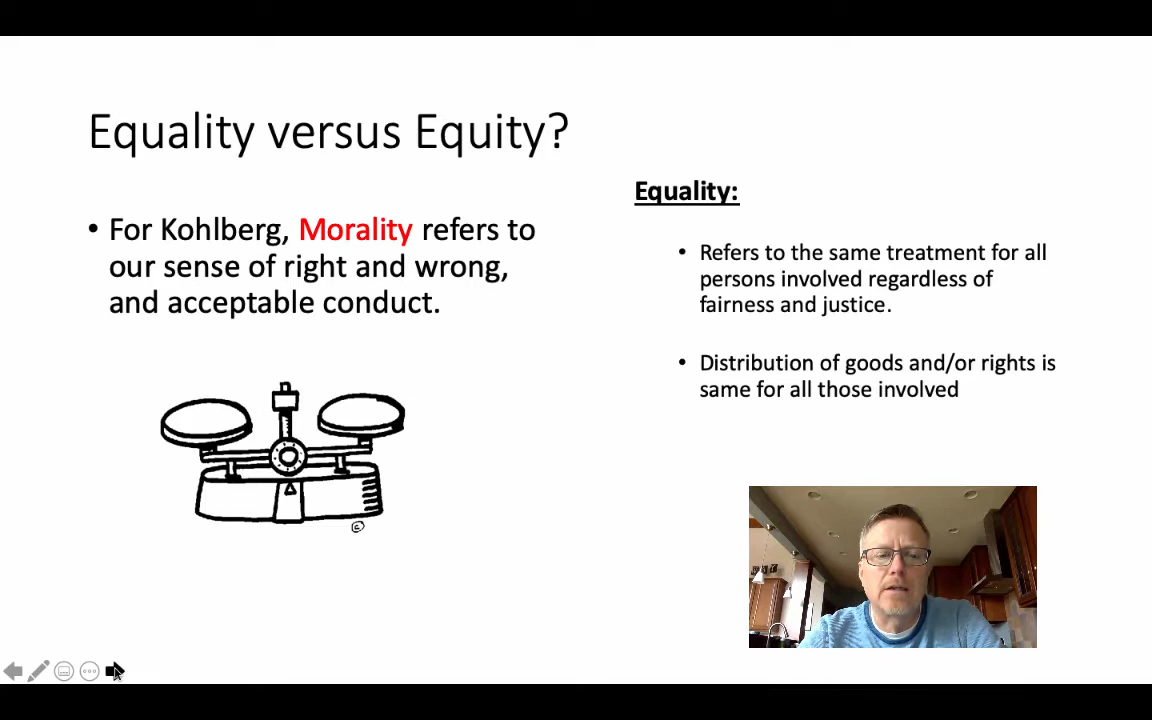 Equality versus Equity?
• For Kohlberg, Morality refers to
our sense of right and wrong,
and acceptable conduct.
Equality:
• Refers to the same treatment for all
persons involved regardless of
fairness and justice.
• Distribution of goods and/or rights is
same for all those involved